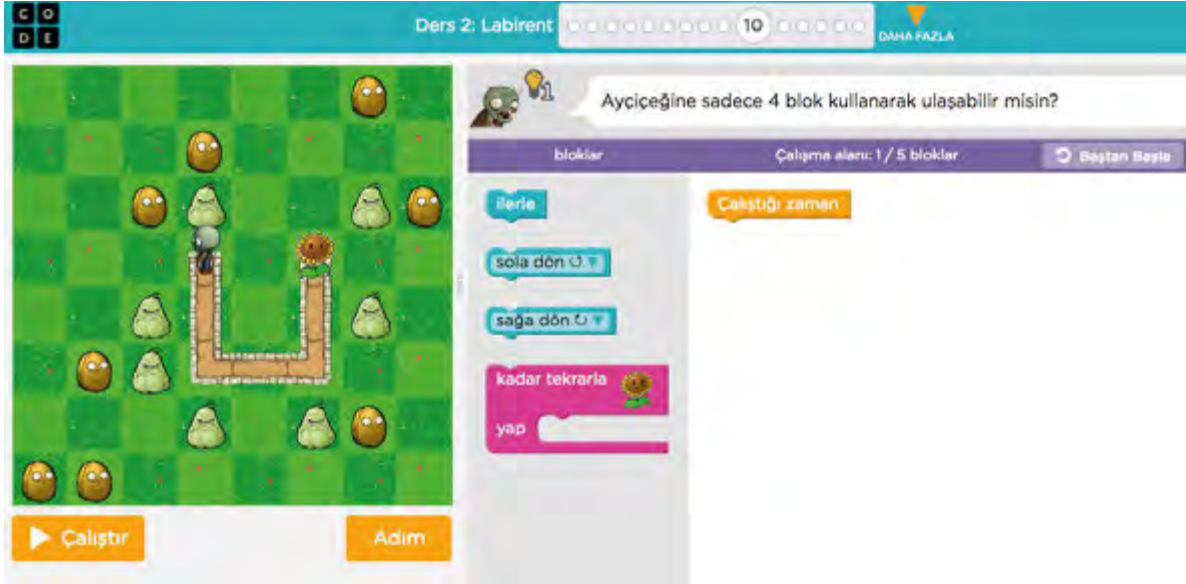 C O
D E
Ders 2: Labirent
10
DAHA FAZLA
1
Ayçiçeğine sadece 4 blok kullanarak ulaşabilir misin?
bloklar
Çalışma alanı: 1 / 5 bloklar
Baştan Başla
ilerle
Çalıştığı zaman
sola dön ↺ ▼
sağa dön ↻ ▼
kadar tekrarla
yap
Çalıştır
Adım